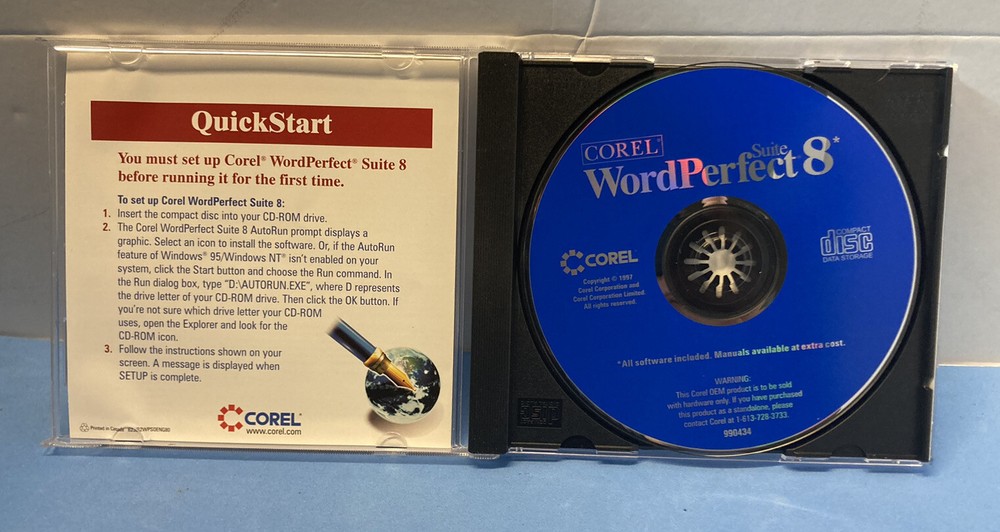 QuickStart
You must set up Corel® WordPerfect® Suite 8
before running it for the first time.
To set up Corel WordPerfect Suite 8:
1. Insert the compact disc into your CD-ROM drive.
2. The Corel WordPerfect Suite 8 AutoRun prompt displays a
graphic. Select an icon to install the software. Or, if the AutoRun
feature of Windows® 95/Windows NT® isn't enabled on your
system, click the Start button and choose the Run command. In
the Run dialog box, type "D:\AUTORUN.EXE", where D represents
the drive letter of your CD-ROM drive. Then click the OK button. If
you're not sure which drive letter your CD-ROM
uses, open the Explorer and look for the
CD-ROM icon.
3. Follow the instructions shown on your
screen. A message is displayed when
SETUP is complete.
COREL®
www.corel.com
Printed in Canada
COREL®
Suite
WordPerfect 8*
COREL
Copyright © 1997
Corel Corporation and
Corel Corporation Limited.
All rights reserved.
COMPACT
disc
DATA STORAGE
*All software included. Manuals available at extra cost.
WARNING:
This Corel OEM product is to be sold
with hardware only. If you have purchased
this product as a standalone, please
contact Corel at 1-613-728-3733.
990434